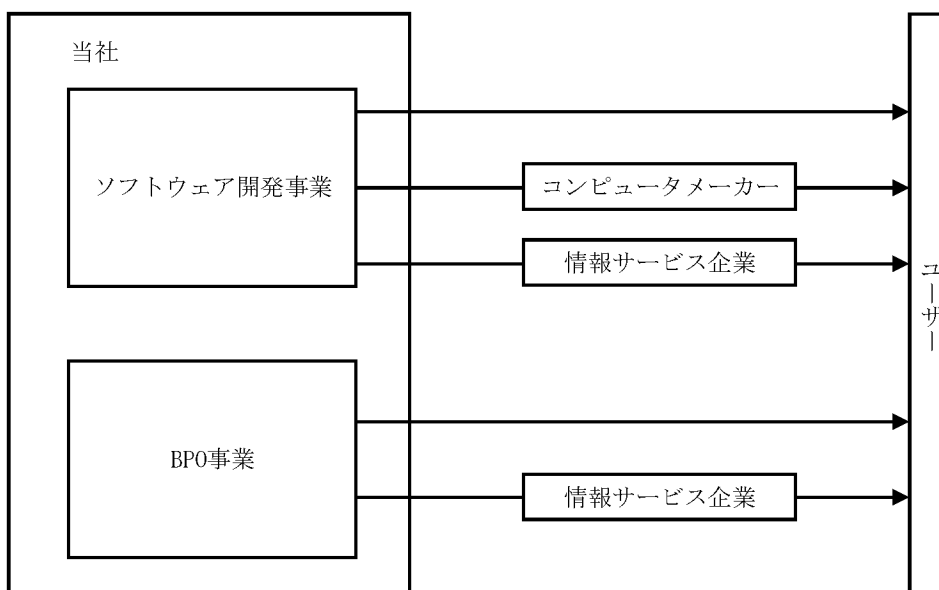 当社
ソフトウェア開発事業
コンピュータメーカー
情報サービス企業
ユーザー
BPO事業
情報サービス企業